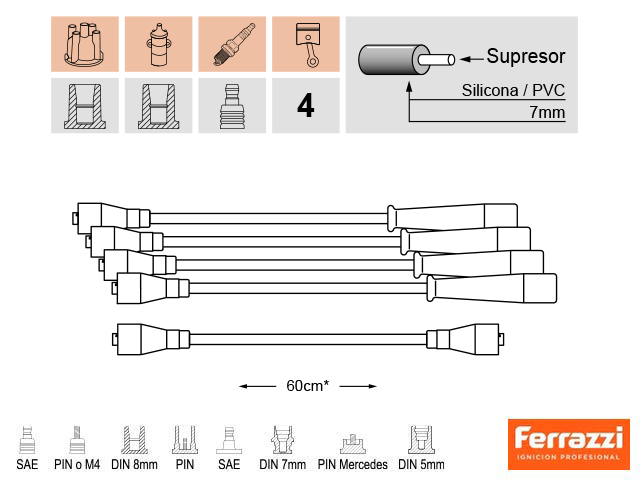 Supresor
Silicona / PVC
7mm
4
60cm*
SAE PIN o M4 DIN 8mm PIN SAE DIN 7mm PIN Mercedes DIN 5mm
Ferrazzi
IGNICION PROFESIONAL